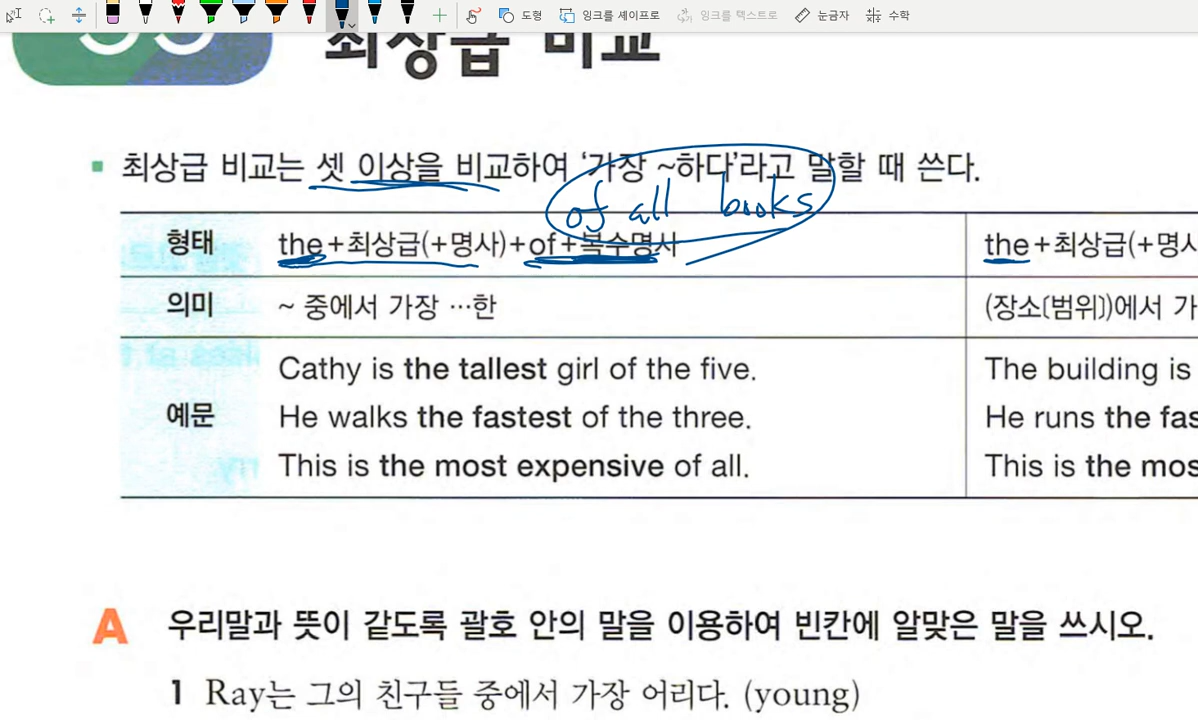 도형 잉크를 셰이프로 잉크를 텍스트로 눈금자 수학
최상급 비교
최상급 비교는 셋 이상을 비교하여 '가장 ~하다'라고 말할 때 쓴다.
of all books
형태 the+최상급(+명사)+of+복수명사 the+최상급(+명사
의미 ~ 중에서 가장 …한 (장소[범위])에서 가
예문
Cathy is the tallest girl of the five. The building is
He walks the fastest of the three. He runs the fas
This is the most expensive of all. This is the mos
A 우리말과 뜻이 같도록 괄호 안의 말을 이용하여 빈칸에 알맞은 말을 쓰시오.
1 Ray는 그의 친구들 중에서 가장 어리다. (young)